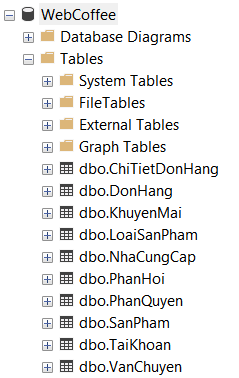 WebCoffee
Database Diagrams
Tables
System Tables
FileTables
External Tables
Graph Tables
dbo.ChiTietDonHang
dbo.DonHang
dbo.KhuyenMai
dbo.LoaiSanPham
dbo.NhaCungCap
dbo.PhanHoi
dbo.PhanQuyen
dbo.SanPham
dbo.TaiKhoan
dbo.VanChuyen